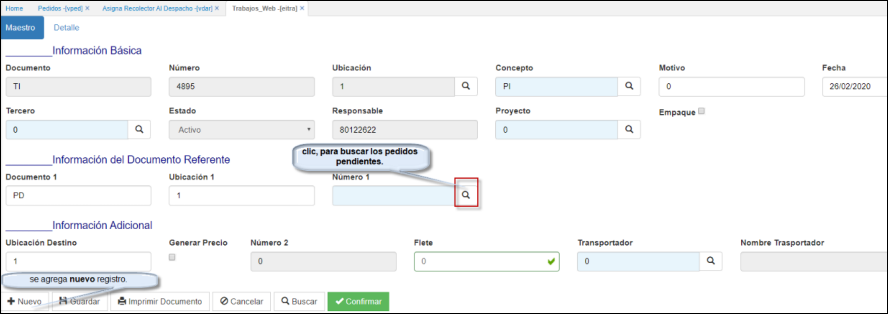 Home Pedidos -{vped} × Asigna Recolector Al Despacho -{vdar} × Trabajos_Web -{eitra} ×
Maestro Detalle
________Información Básica
Documento Número Ubicación Concepto Motivo Fecha
TI 4895 1 PI 0 26/02/2020
Tercero Estado Responsable Proyecto Empaque
0 Activo 80122622 0
clic, para buscar los pedidos
pendientes.
________Información del Documento Referente
Documento 1 Ubicación 1 Número 1
PD 1
________Información Adicional
Ubicación Destino Generar Precio Número 2 Flete Transportador Nombre Trasportador
1 0 0 0
se agrega nuevo registro.
Nuevo Guardar Imprimir Documento Cancelar Buscar Confirmar